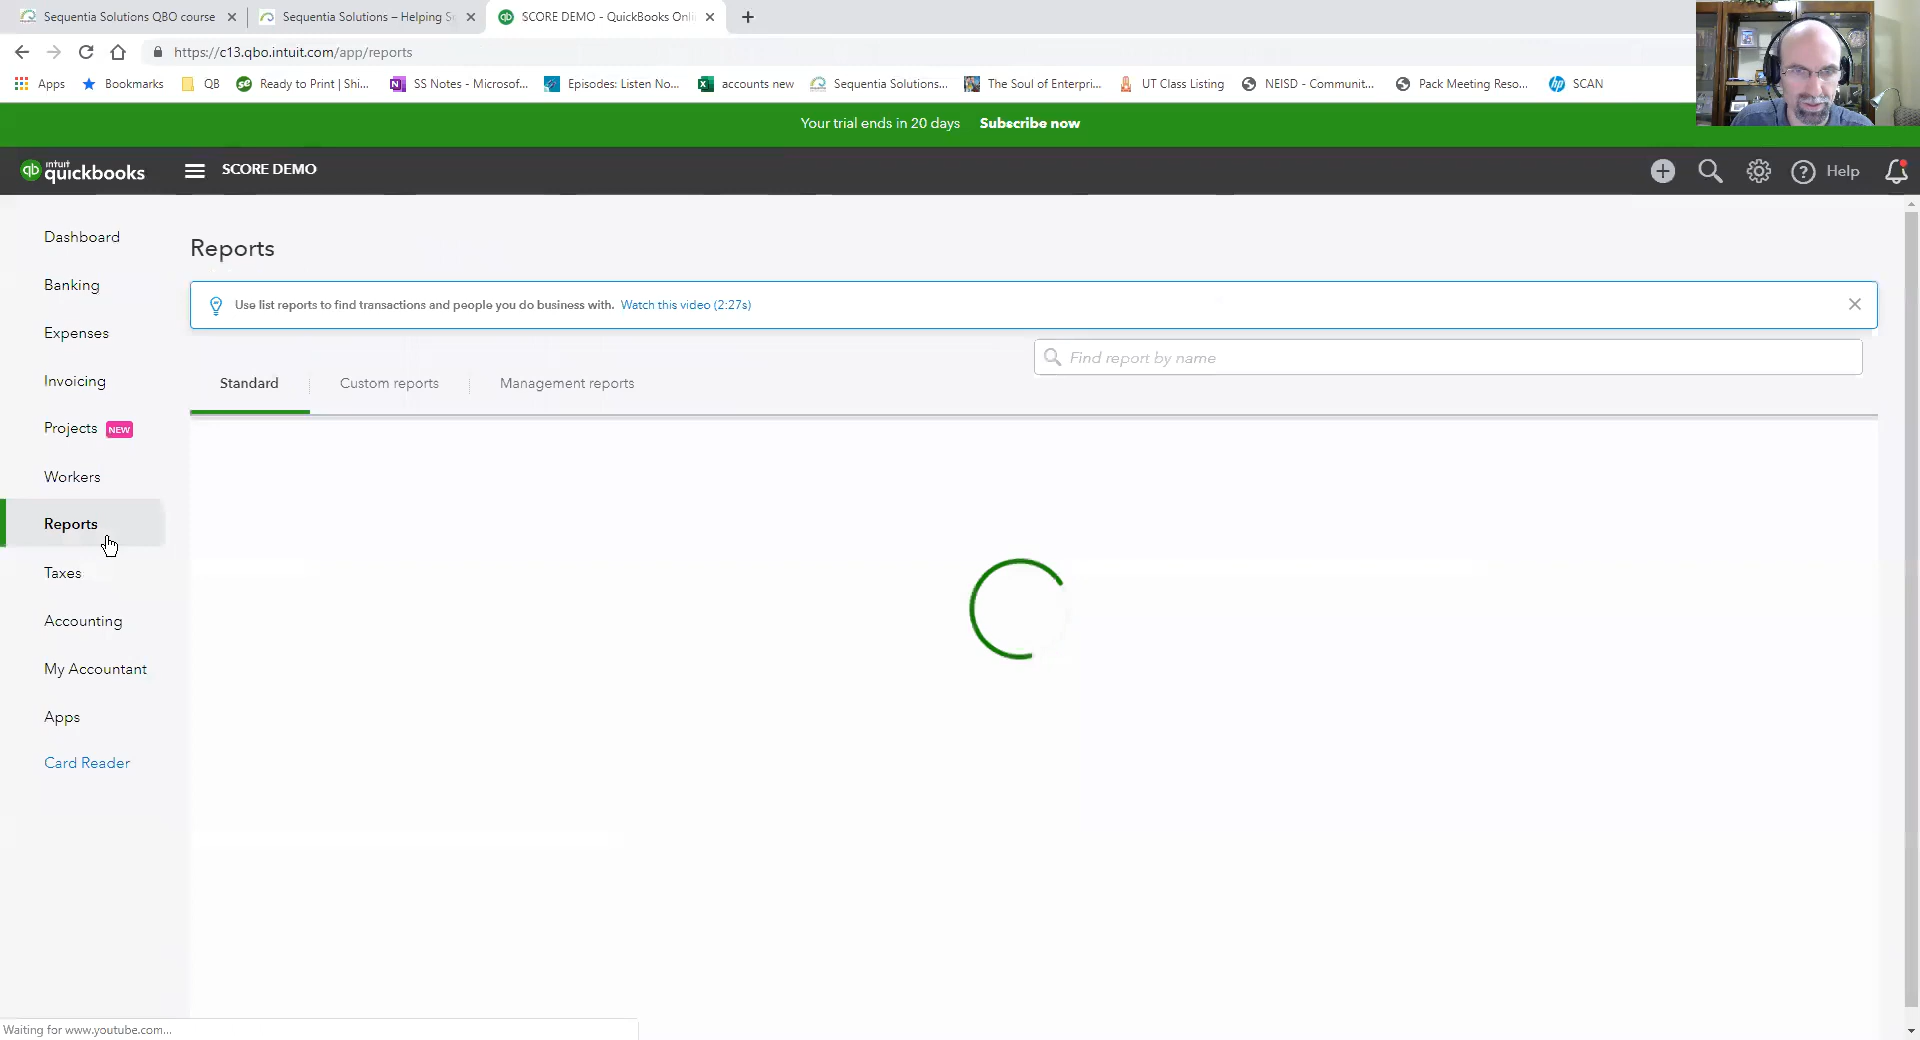 Sequentia Solutions QBO course
Sequentia Solutions – Helping S
SCORE DEMO - QuickBooks Onli
https://c13.qbo.intuit.com/app/reports
Apps
Bookmarks
QB
Ready to Print | Shi...
SS Notes - Microsof...
Episodes: Listen No...
accounts new
Sequentia Solutions...
The Soul of Enterpri...
UT Class Listing
NEISD - Communit...
Pack Meeting Reso...
SCAN
Your trial ends in 20 days Subscribe now
qb intuit quickbooks
SCORE DEMO
Help
Dashboard
Banking
Expenses
Invoicing
Projects NEW
Workers
Reports
Taxes
Accounting
My Accountant
Apps
Card Reader
Reports
Use list reports to find transactions and people you do business with. Watch this video (2:27s)
Find report by name
Standard
Custom reports
Management reports
Waiting for www.youtube.com...